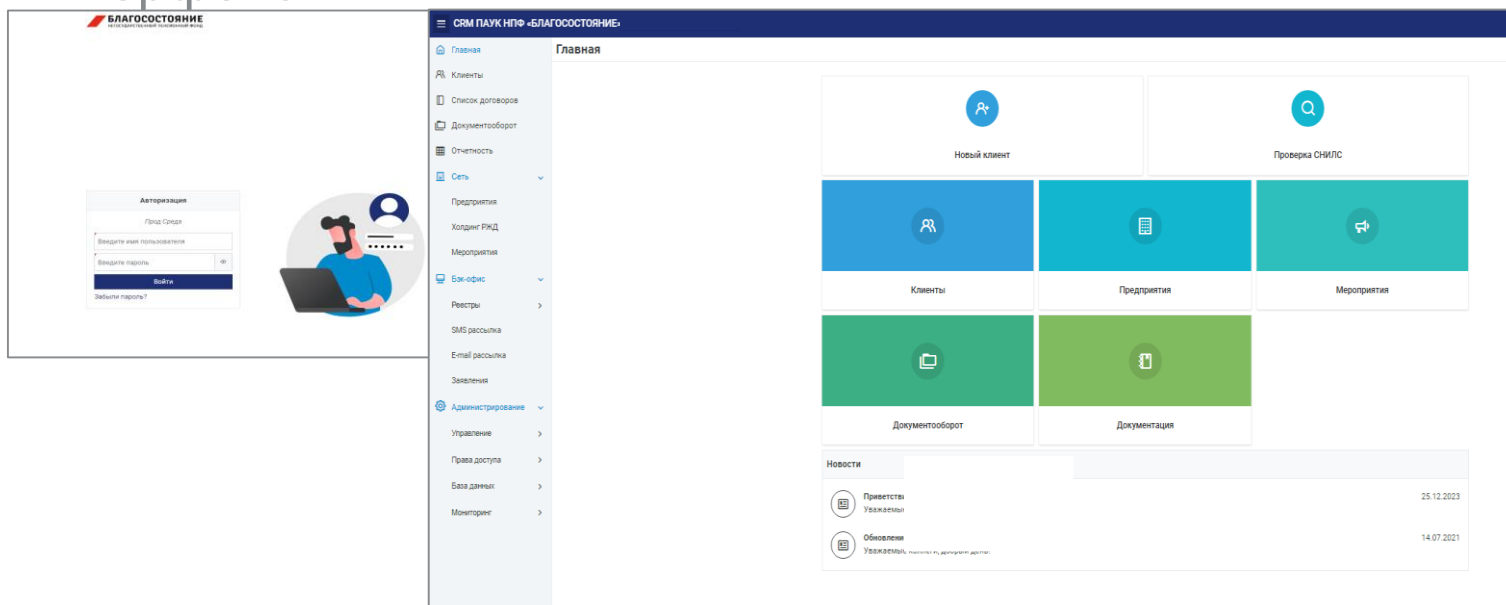 БЛАГОСОСТОЯНИЕ
НЕГОСУДАРСТВЕННЫЙ ПЕНСИОННЫЙ ФОНД
Авторизация
Прод Среда
Введите имя пользователя
Введите пароль
Войти
Забыли пароль?
CRM ПАУК НПФ «БЛАГОСОСТОЯНИЕ»
Главная
Клиенты
Список договоров
Документооборот
Отчетность
Сеть
Предприятия
Холдинг РЖД
Мероприятия
Бэк-офис
Реестры
SMS рассылка
E-mail рассылка
Заявления
Администрирование
Управление
Права доступа
База данных
Мониторинг
Главная
Новый клиент
Проверка СНИЛС
Клиенты
Предприятия
Мероприятия
Документооборот
Документация
Новости
25.12.2023
14.07.2021